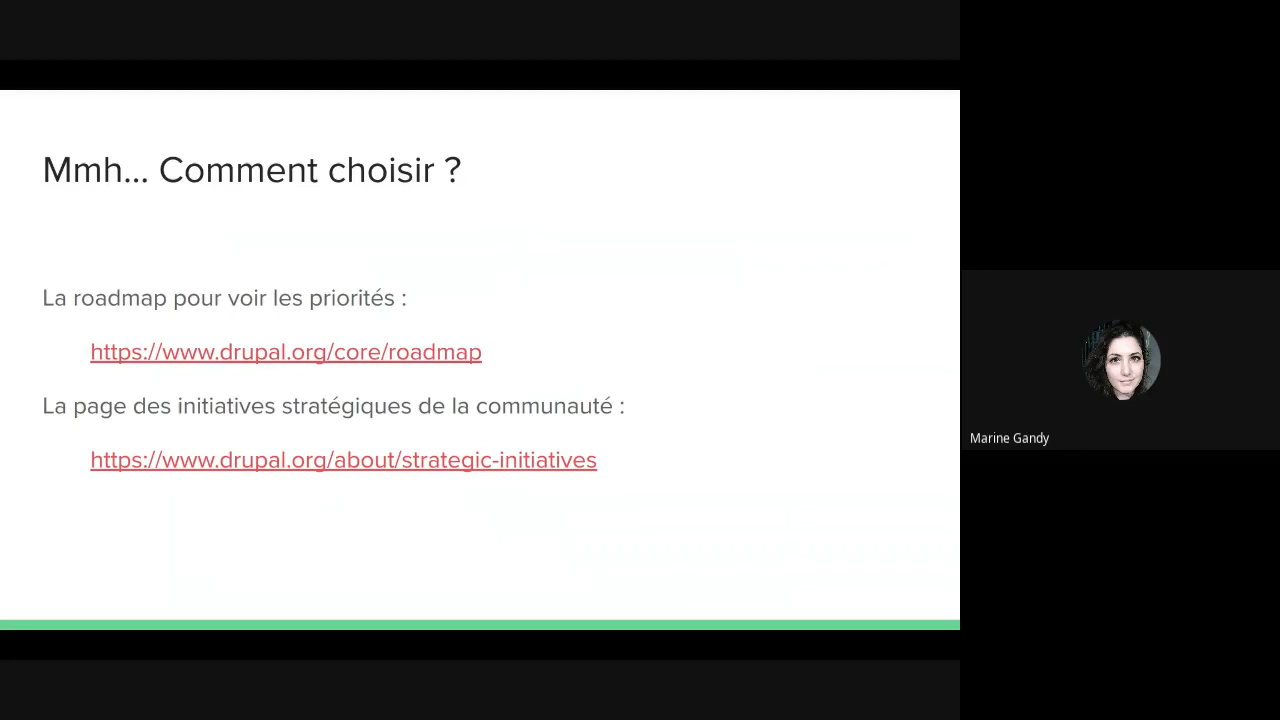 Mmh... Comment choisir ?
La roadmap pour voir les priorités :
https://www.drupal.org/core/roadmap
La page des initiatives stratégiques de la communauté :
https://www.drupal.org/about/strategic-initiatives
Marine Gandy